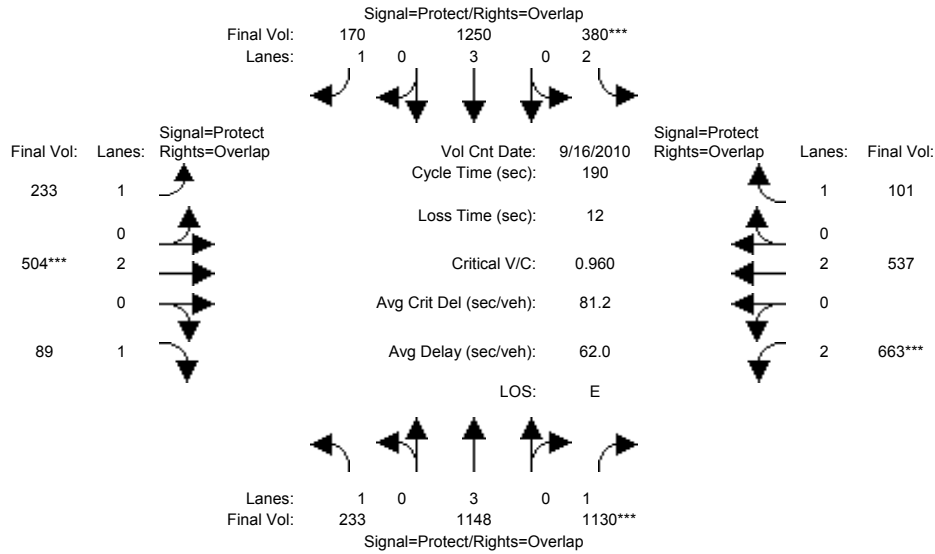 Signal=Protect/Rights=Overlap
Final Vol: 170 1250 380***
Lanes: 1 0 3 0 2
Signal=Protect
Final Vol: Lanes: Rights=Overlap
Vol Cnt Date: 9/16/2010
Signal=Protect
Rights=Overlap Lanes: Final Vol:
Cycle Time (sec): 190
233 1
1 101
Loss Time (sec): 12
0
0
504*** 2
Critical V/C: 0.960
2 537
0
Avg Crit Del (sec/veh): 81.2
0
89 1
Avg Delay (sec/veh): 62.0
2 663***
LOS: E
Lanes: 1 0 3 0 1
Final Vol: 233 1148 1130***
Signal=Protect/Rights=Overlap